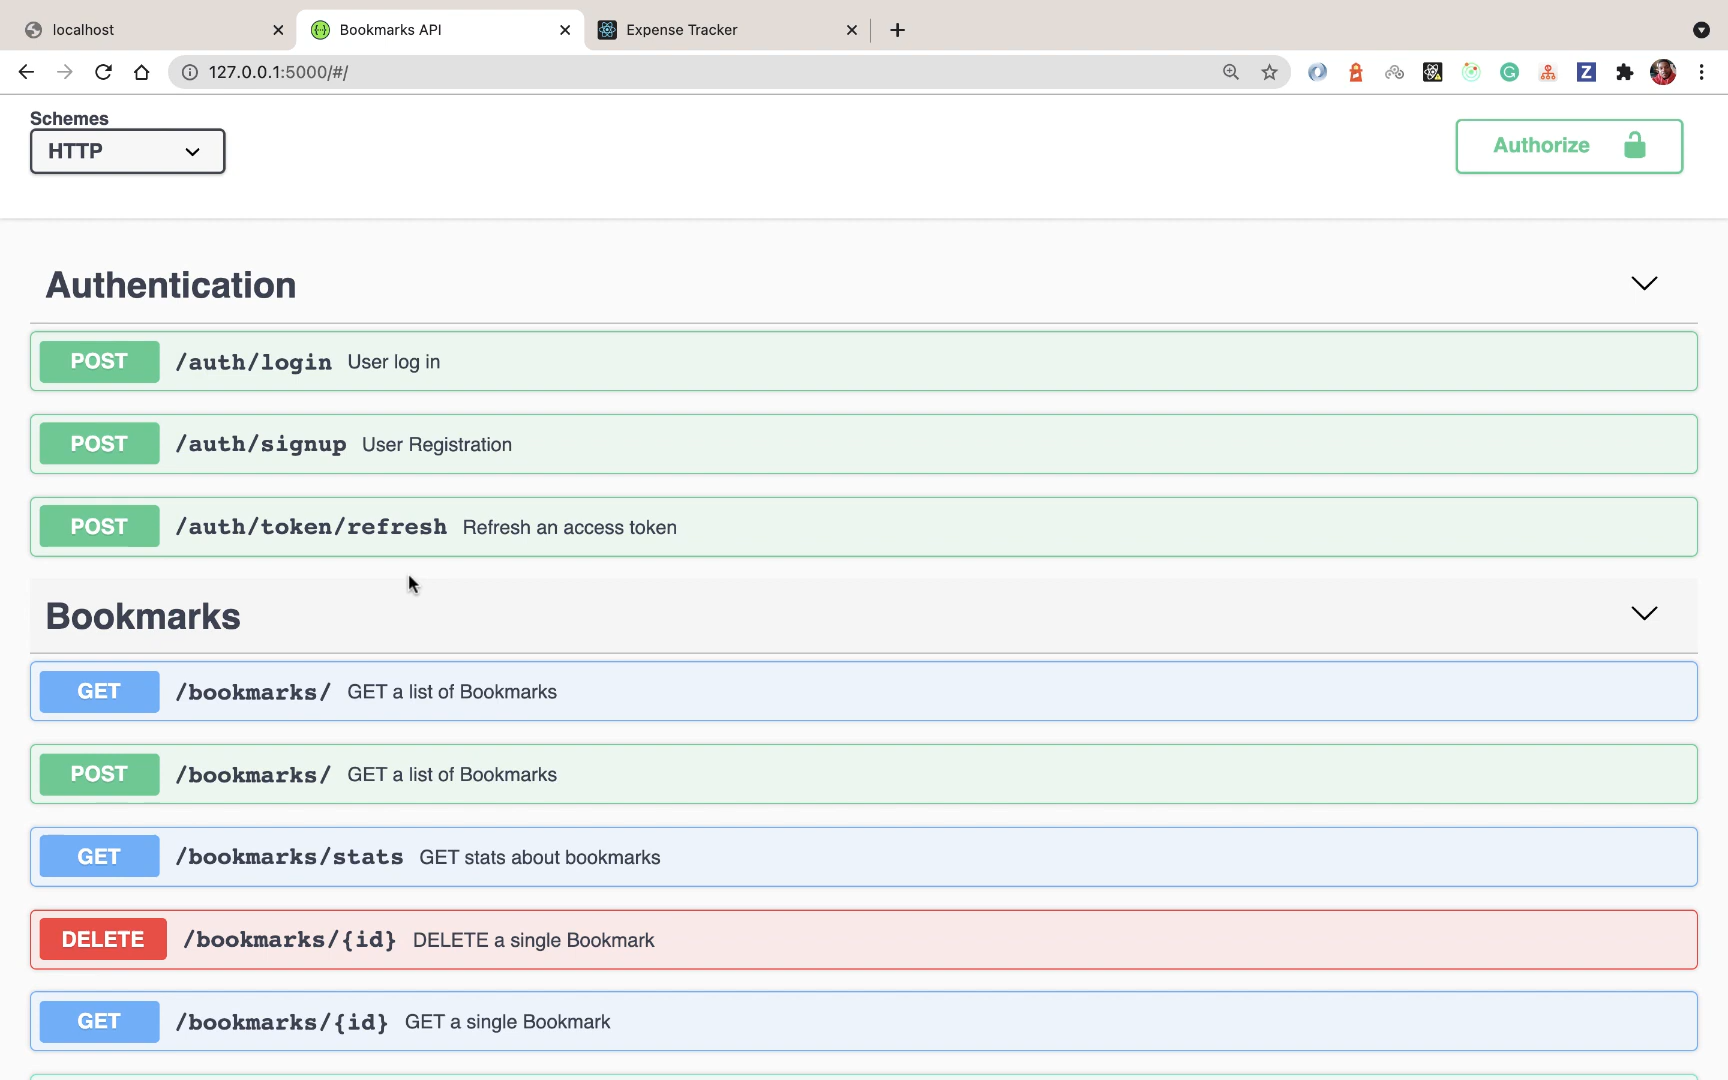 localhost
Bookmarks API
Expense Tracker
127.0.0.1:5000/#/
Schemes
HTTP
Authorize
Authentication
POST /auth/login User log in
POST /auth/signup User Registration
POST /auth/token/refresh Refresh an access token
Bookmarks
GET /bookmarks/ GET a list of Bookmarks
POST /bookmarks/ GET a list of Bookmarks
GET /bookmarks/stats GET stats about bookmarks
DELETE /bookmarks/{id} DELETE a single Bookmark
GET /bookmarks/{id} GET a single Bookmark